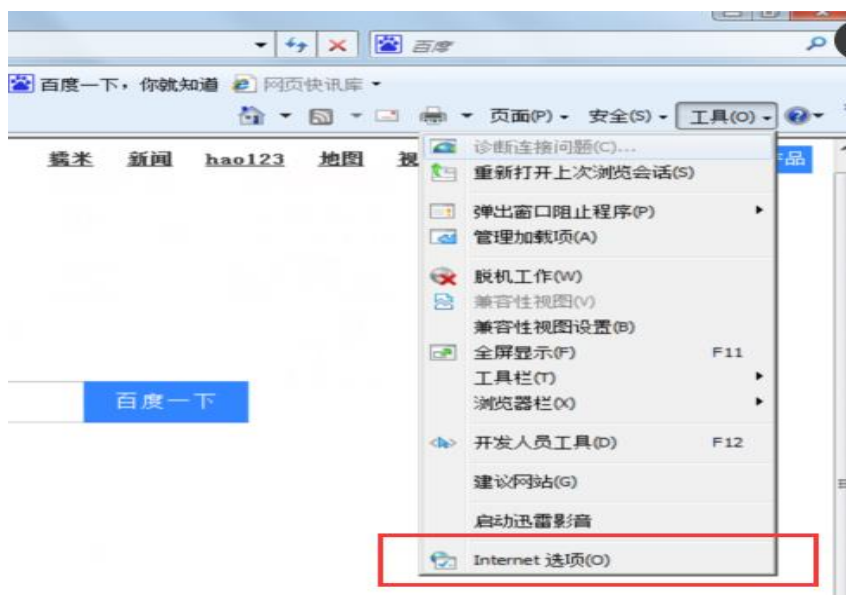 百度
百度一下，你就知道 网页快讯库
页面(P) 安全(S) 工具(O)
糯米 新闻 hao123 地图 视 品
诊断连接问题(C)...
重新打开上次浏览会话(S)
弹出窗口阻止程序(P)
管理加载项(A)
脱机工作(W)
兼容性视图(V)
兼容性视图设置(B)
全屏显示(F) F11
工具栏(T)
百度一下
浏览器栏(X)
开发人员工具(D) F12
建议网站(G)
启动迅雷影音
Internet 选项(O)